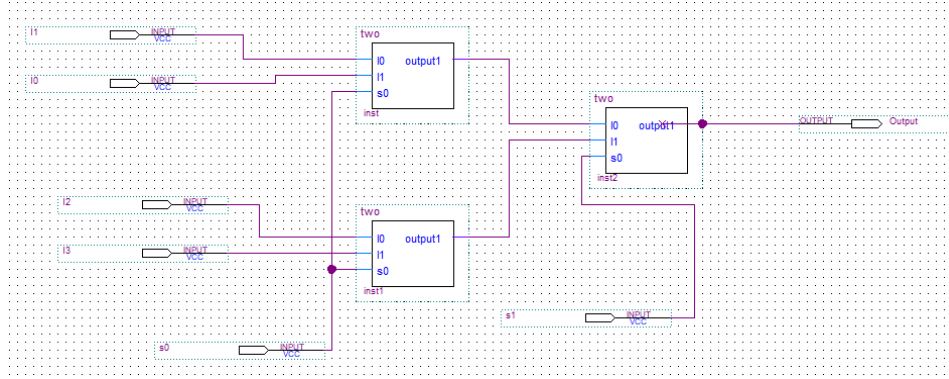 I1
INPUT
VCC
I0
INPUT
VCC
two
I0
output1
I1
s0
inst
two
I0
output1
I1
s0
inst2
OUTPUT
Output
I2
INPUT
VCC
I3
INPUT
VCC
two
I0
output1
I1
s0
inst1
s1
INPUT
VCC
s0
INPUT
VCC